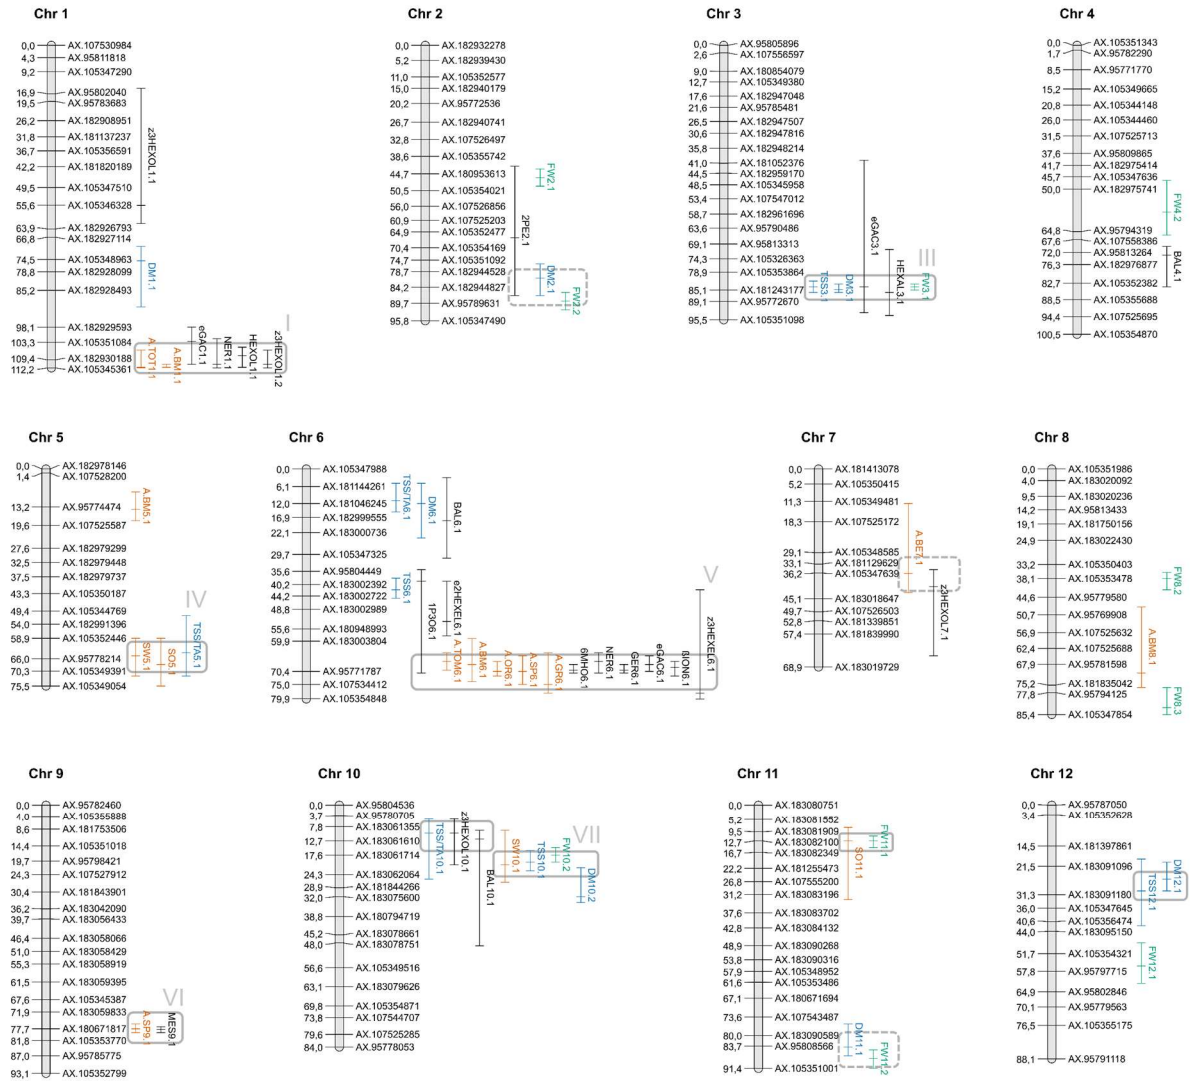 Chr 1
0,0 AX.107530984
4,3 AX.95811818
9,2 AX.105347290
16,9 AX.95802040
19,5 AX.95783683
26,2 AX.182908951
31,8 AX.181137237
36,7 AX.105356591
42,2 AX.181820189
49,5 AX.105347510
55,6 AX.105346328
63,9 AX.182926793
66,8 AX.182927114
74,5 AX.105348963
78,8 AX.182928099
85,2 AX.182928493
98,1 AX.182929593
103,3 AX.105351084
109,4 AX.182930188
112,2 AX.105345361
z3HEXOL1.1
DM1.1
I
A.TOT1.1
A.BM1.1
eGAC1.1
NER1.1
HEXOL1.1
z3HEXOL1.2
Chr 2
0,0 AX.182932278
5,2 AX.182939430
11,0 AX.105352577
15,0 AX.182940179
20,2 AX.95772536
26,7 AX.182940741
32,8 AX.107526497
38,6 AX.105355742
44,7 AX.180953613
50,5 AX.105354021
56,0 AX.107526856
60,9 AX.107525203
64,9 AX.105352477
70,4 AX.105354169
74,7 AX.105351092
78,7 AX.182944528
84,2 AX.182944827
89,7 AX.95789631
95,8 AX.107347490
2PE2.1
FW2.1
DM2.1
FW2.2
Chr 3
0,0 AX.95805896
2,6 AX.107556597
9,0 AX.180854079
12,7 AX.105349380
17,6 AX.182947048
21,6 AX.95785481
26,5 AX.182947507
30,6 AX.182947816
35,8 AX.182948214
41,0 AX.181052376
44,5 AX.182959170
48,5 AX.105345958
53,4 AX.107547012
58,7 AX.182961696
63,6 AX.95790486
69,1 AX.95813313
73,4 AX.105326363
78,9 AX.105353864
85,1 AX.181243177
89,1 AX.95772670
95,5 AX.105351098
TSS3.1
DM3.1
eGAC3.1
HEXAL3.1
III
FW3.1
Chr 4
0,0 AX.105351343
1,7 AX.95782290
8,5 AX.95771770
15,2 AX.105349665
20,8 AX.105344148
26,0 AX.105344460
31,5 AX.107525713
37,6 AX.95809865
41,7 AX.182975414
45,7 AX.105347636
50,0 AX.182975741
64,8 AX.95794319
67,6 AX.107558386
72,0 AX.95813264
76,3 AX.182976877
82,7 AX.105352382
88,5 AX.105355688
94,4 AX.107525695
100,5 AX.105354870
FW4.2
BAL4.1
Chr 5
0,0 AX.182978146
1,4 AX.107528200
13,2 AX.95774474
19,6 AX.107525587
27,6 AX.182979299
32,5 AX.182979448
37,5 AX.182979737
43,3 AX.105350187
49,4 AX.105344769
54,0 AX.182991396
58,9 AX.105352446
66,0 AX.95778214
70,3 AX.105349391
75,5 AX.105349054
A.BM5.1
IV
SW5.1
SO5.1
TSS/TA5.1
Chr 6
0,0 AX.105347988
6,1 AX.181144261
12,0 AX.181046245
16,9 AX.182999555
22,1 AX.183000736
29,7 AX.105347325
35,6 AX.95804449
40,2 AX.183002392
44,2 AX.183002722
48,8 AX.183002989
55,6 AX.180948993
59,9 AX.183003804
70,4 AX.95771787
75,0 AX.107534412
79,9 AX.105354848
TSS/TA6.1
DM6.1
BAL6.1
TSS6.1
1P3O6.1
e2HEXEL6.1
V
A.TOM6.1
A.BM6.1
A.OR6.1
A.SP6.1
A.GR6.1
6MHO6.1
NER6.1
GER6.1
eGAC6.1
βION6.1
z3HEXEL6.1
Chr 7
0,0 AX.181413078
5,2 AX.105350415
11,3 AX.105349481
18,3 AX.107525172
29,1 AX.105348585
33,1 AX.181129629
36,2 AX.105347639
45,1 AX.183018647
49,7 AX.107526503
52,8 AX.181339851
57,4 AX.181839990
68,9 AX.183019729
A.BE7.1
z3HEXOL7.1
Chr 8
0,0 AX.105351986
4,0 AX.183020092
9,5 AX.183020236
14,2 AX.95813433
19,1 AX.181750156
24,9 AX.183022430
33,2 AX.105350403
38,1 AX.105353478
44,6 AX.95779580
50,7 AX.95769908
56,9 AX.107525632
62,4 AX.107525688
67,9 AX.95781598
75,2 AX.181835042
77,8 AX.95794125
85,4 AX.105347854
FW8.2
A.BM8.1
FW8.3
Chr 9
0,0 AX.95782460
4,0 AX.105355888
8,6 AX.181753506
14,4 AX.105351018
19,7 AX.95798421
24,3 AX.107527912
30,4 AX.181843901
36,2 AX.183042090
39,7 AX.183056433
46,4 AX.183058066
51,0 AX.183058429
55,3 AX.183058919
61,5 AX.183059395
67,6 AX.105345387
71,9 AX.183059833
77,7 AX.180671817
81,8 AX.105353770
87,0 AX.95785775
93,1 AX.105352799
VI
A.SP9.1
MES9.1
Chr 10
0,0 AX.95804536
3,7 AX.95780705
7,8 AX.183061355
12,7 AX.183061610
17,6 AX.183061714
24,3 AX.183062064
28,9 AX.181844266
32,0 AX.183075600
38,8 AX.180794719
45,2 AX.183078661
48,0 AX.183078751
56,6 AX.105349516
63,1 AX.183079626
69,8 AX.105354871
73,8 AX.107544707
79,6 AX.107525285
84,0 AX.95778053
TSS/TA10.1
z3HEXOL10.1
BAL10.1
VII
SW10.1
TSS10.1
FW10.2
DM10.2
Chr 11
0,0 AX.183080751
5,2 AX.183081552
9,5 AX.183081909
12,7 AX.183082100
16,7 AX.183082349
22,2 AX.181255473
26,8 AX.107555200
31,2 AX.183083196
37,6 AX.183083702
42,8 AX.183084132
48,9 AX.183090268
53,8 AX.183090316
57,9 AX.105348952
61,6 AX.105353486
67,1 AX.180671694
73,6 AX.107543487
80,0 AX.183090589
83,7 AX.95808566
91,4 AX.105351001
SO11.1
FW11.1
DM11.1
FW11.2
Chr 12
0,0 AX.95787050
3,4 AX.105352628
14,5 AX.181397861
21,5 AX.183091096
31,3 AX.183091180
36,0 AX.107347645
40,6 AX.105356474
44,0 AX.183095150
51,7 AX.105354321
57,8 AX.95797715
64,9 AX.95802846
70,1 AX.95779563
76,5 AX.105355175
88,1 AX.95791118
TSS12.1
DM12.1
FW12.1